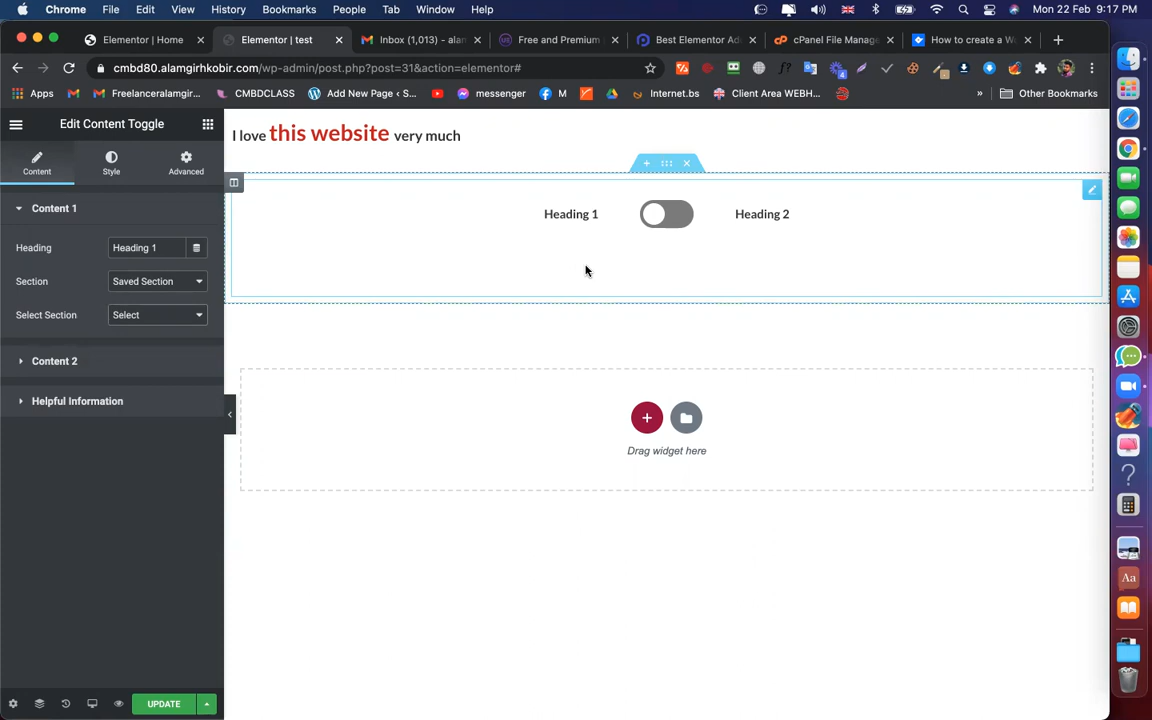 Chrome File Edit View History Bookmarks People Tab Window Help Mon 22 Feb 9:17 PM
Elementor | Home Elementor | test Inbox (1,013) - alam Free and Premium Best Elementor Ad cPanel File Manage How to create a W
cmbd80.alamgirhkobir.com/wp-admin/post.php?post=31&action=elementor#
Apps Freelanceralamgir... CMBDCLASS Add New Page ‹ S... messenger M Internet.bs Client Area WEBH... » Other Bookmarks
Edit Content Toggle
Content Style Advanced
Content 1
Heading Heading 1
Section Saved Section
Select Section Select
Content 2
Helpful Information
UPDATE
I love this website very much
Heading 1 Heading 2
Drag widget here
Aa